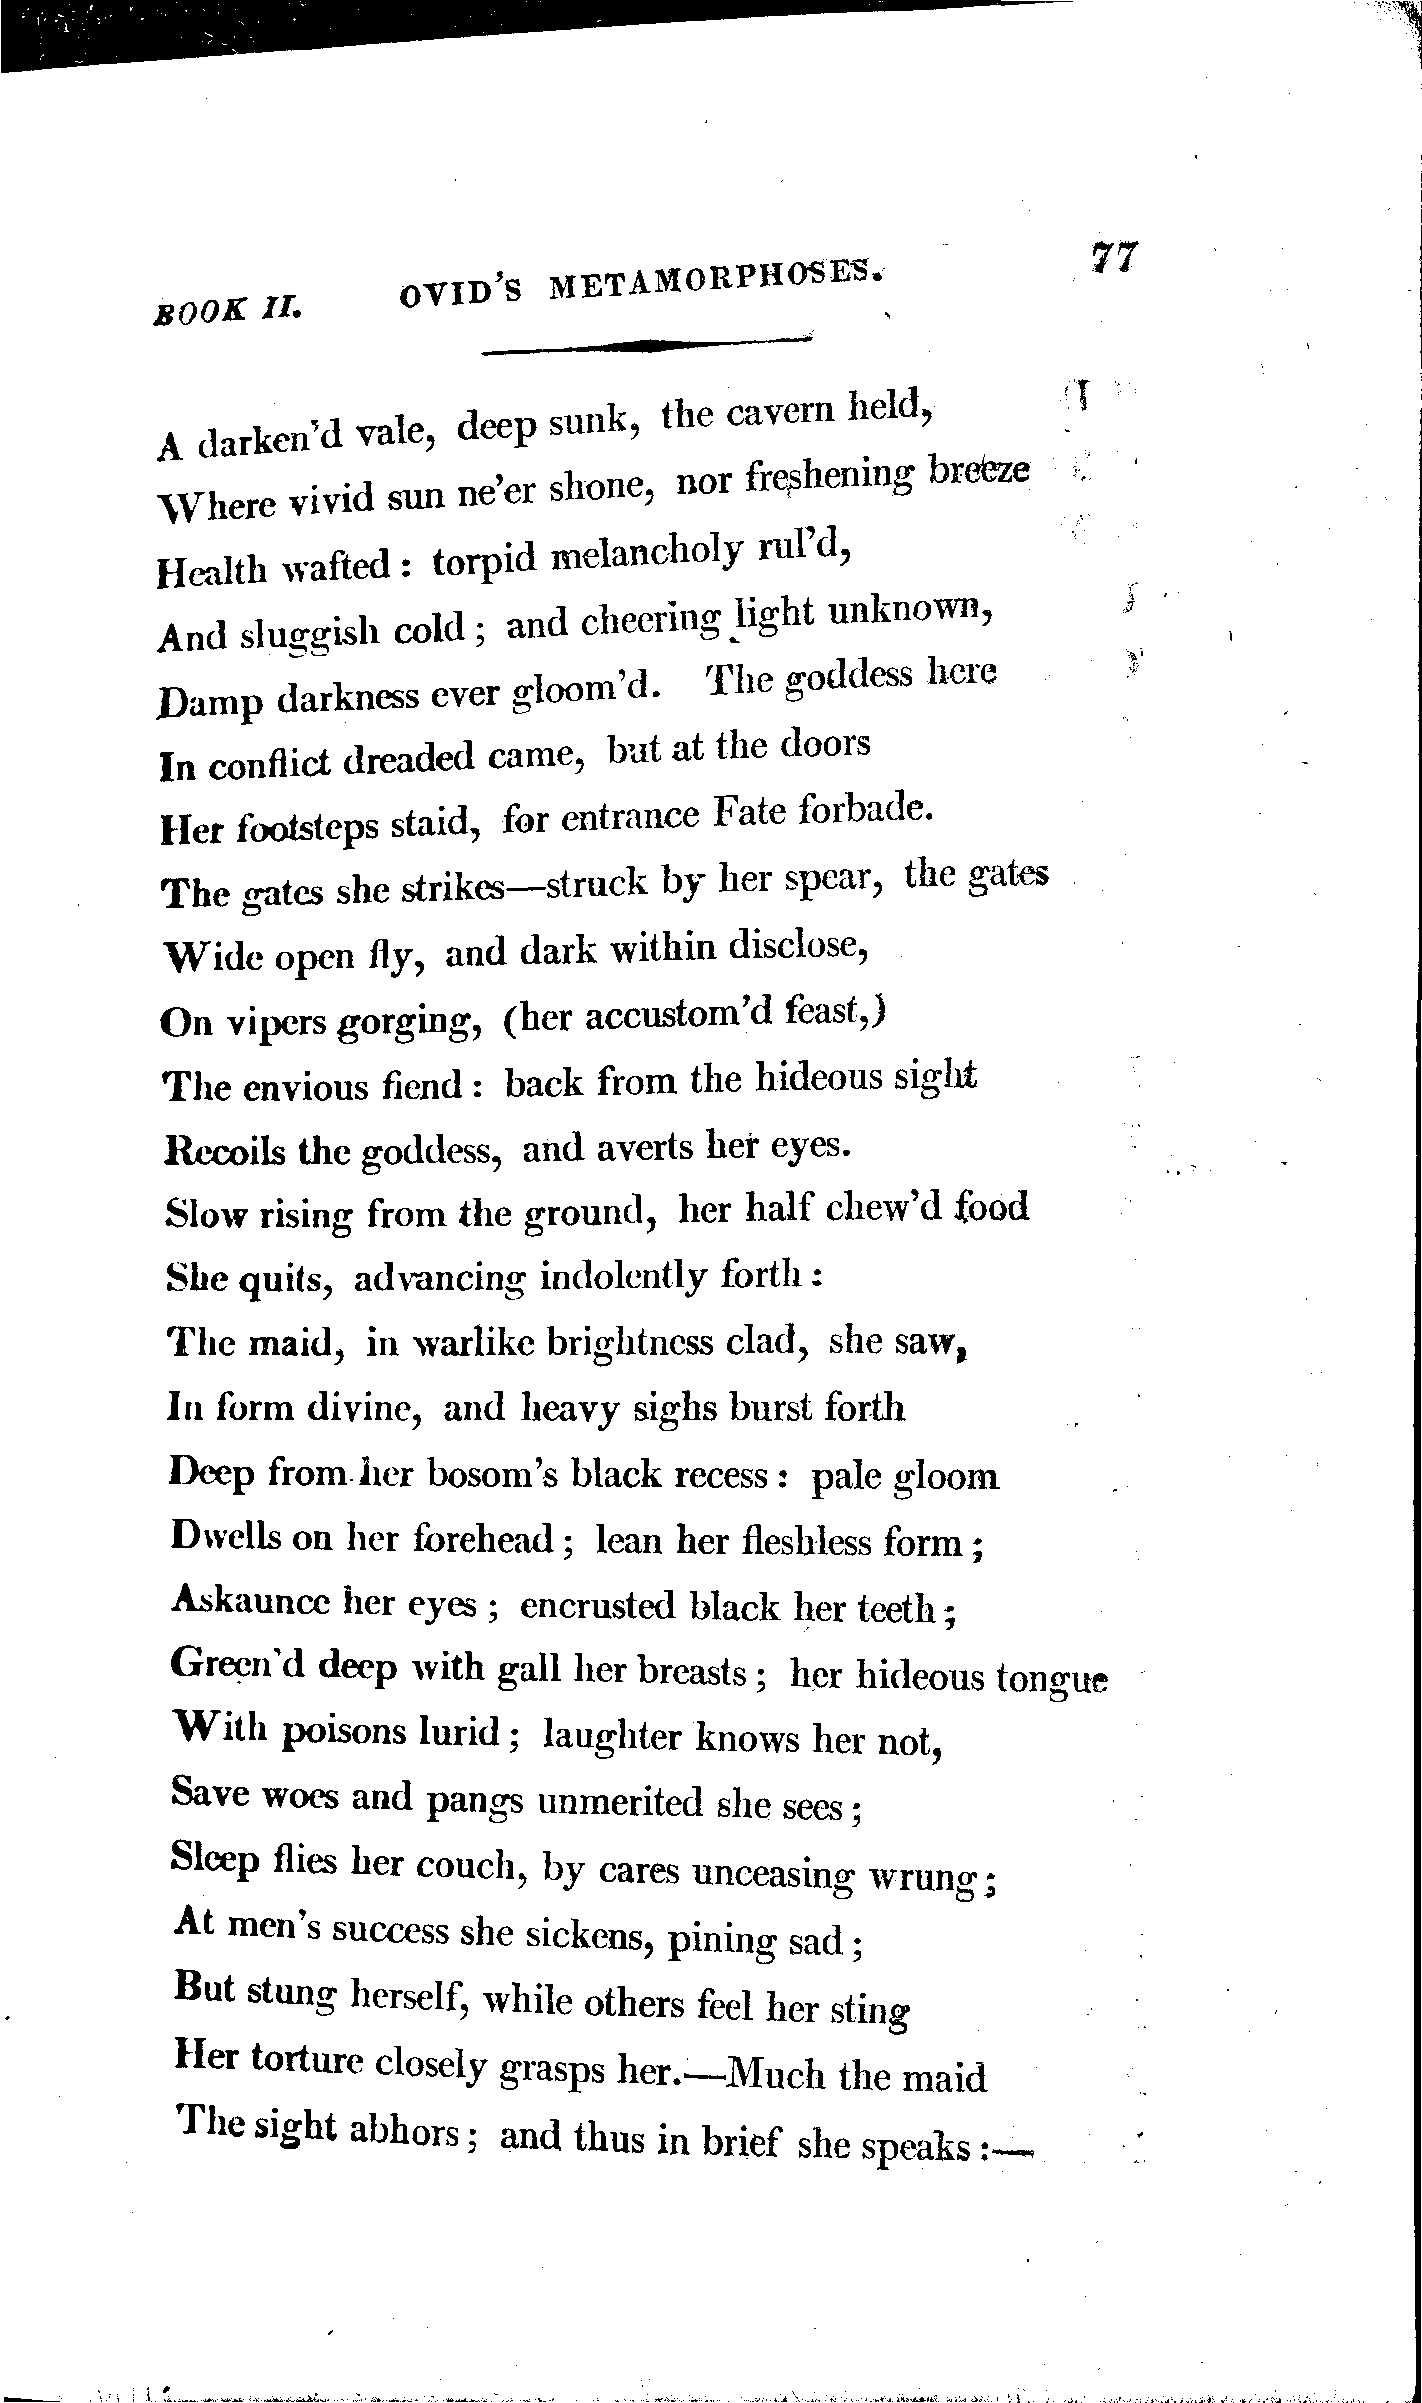 BOOK II. OVID'S METAMORPHOSES. 77
A darken'd vale, deep sunk, the cavern held,
Where vivid sun ne'er shone, nor freshening breeze
Health wafted: torpid melancholy rul'd,
And sluggish cold; and cheering light unknown,
Damp darkness ever gloom'd. The goddess here
In conflict dreaded came, but at the doors
Her footsteps staid, for entrance Fate forbade.
The gates she strikes—struck by her spear, the gates
Wide open fly, and dark within disclose,
On vipers gorging, (her accustom'd feast,)
The envious fiend: back from the hideous sight
Recoils the goddess, and averts her eyes.
Slow rising from the ground, her half chew'd food
She quits, advancing indolently forth:
The maid, in warlike brightness clad, she saw,
In form divine, and heavy sighs burst forth
Deep from her bosom's black recess: pale gloom
Dwells on her forehead; lean her fleshless form;
Askaunce her eyes; encrusted black her teeth;
Green'd deep with gall her breasts; her hideous tongue
With poisons lurid; laughter knows her not,
Save woes and pangs unmerited she sees;
Sleep flies her couch, by cares unceasing wrung;
At men's success she sickens, pining sad;
But stung herself, while others feel her sting
Her torture closely grasps her.—Much the maid
The sight abhors; and thus in brief she speaks:—